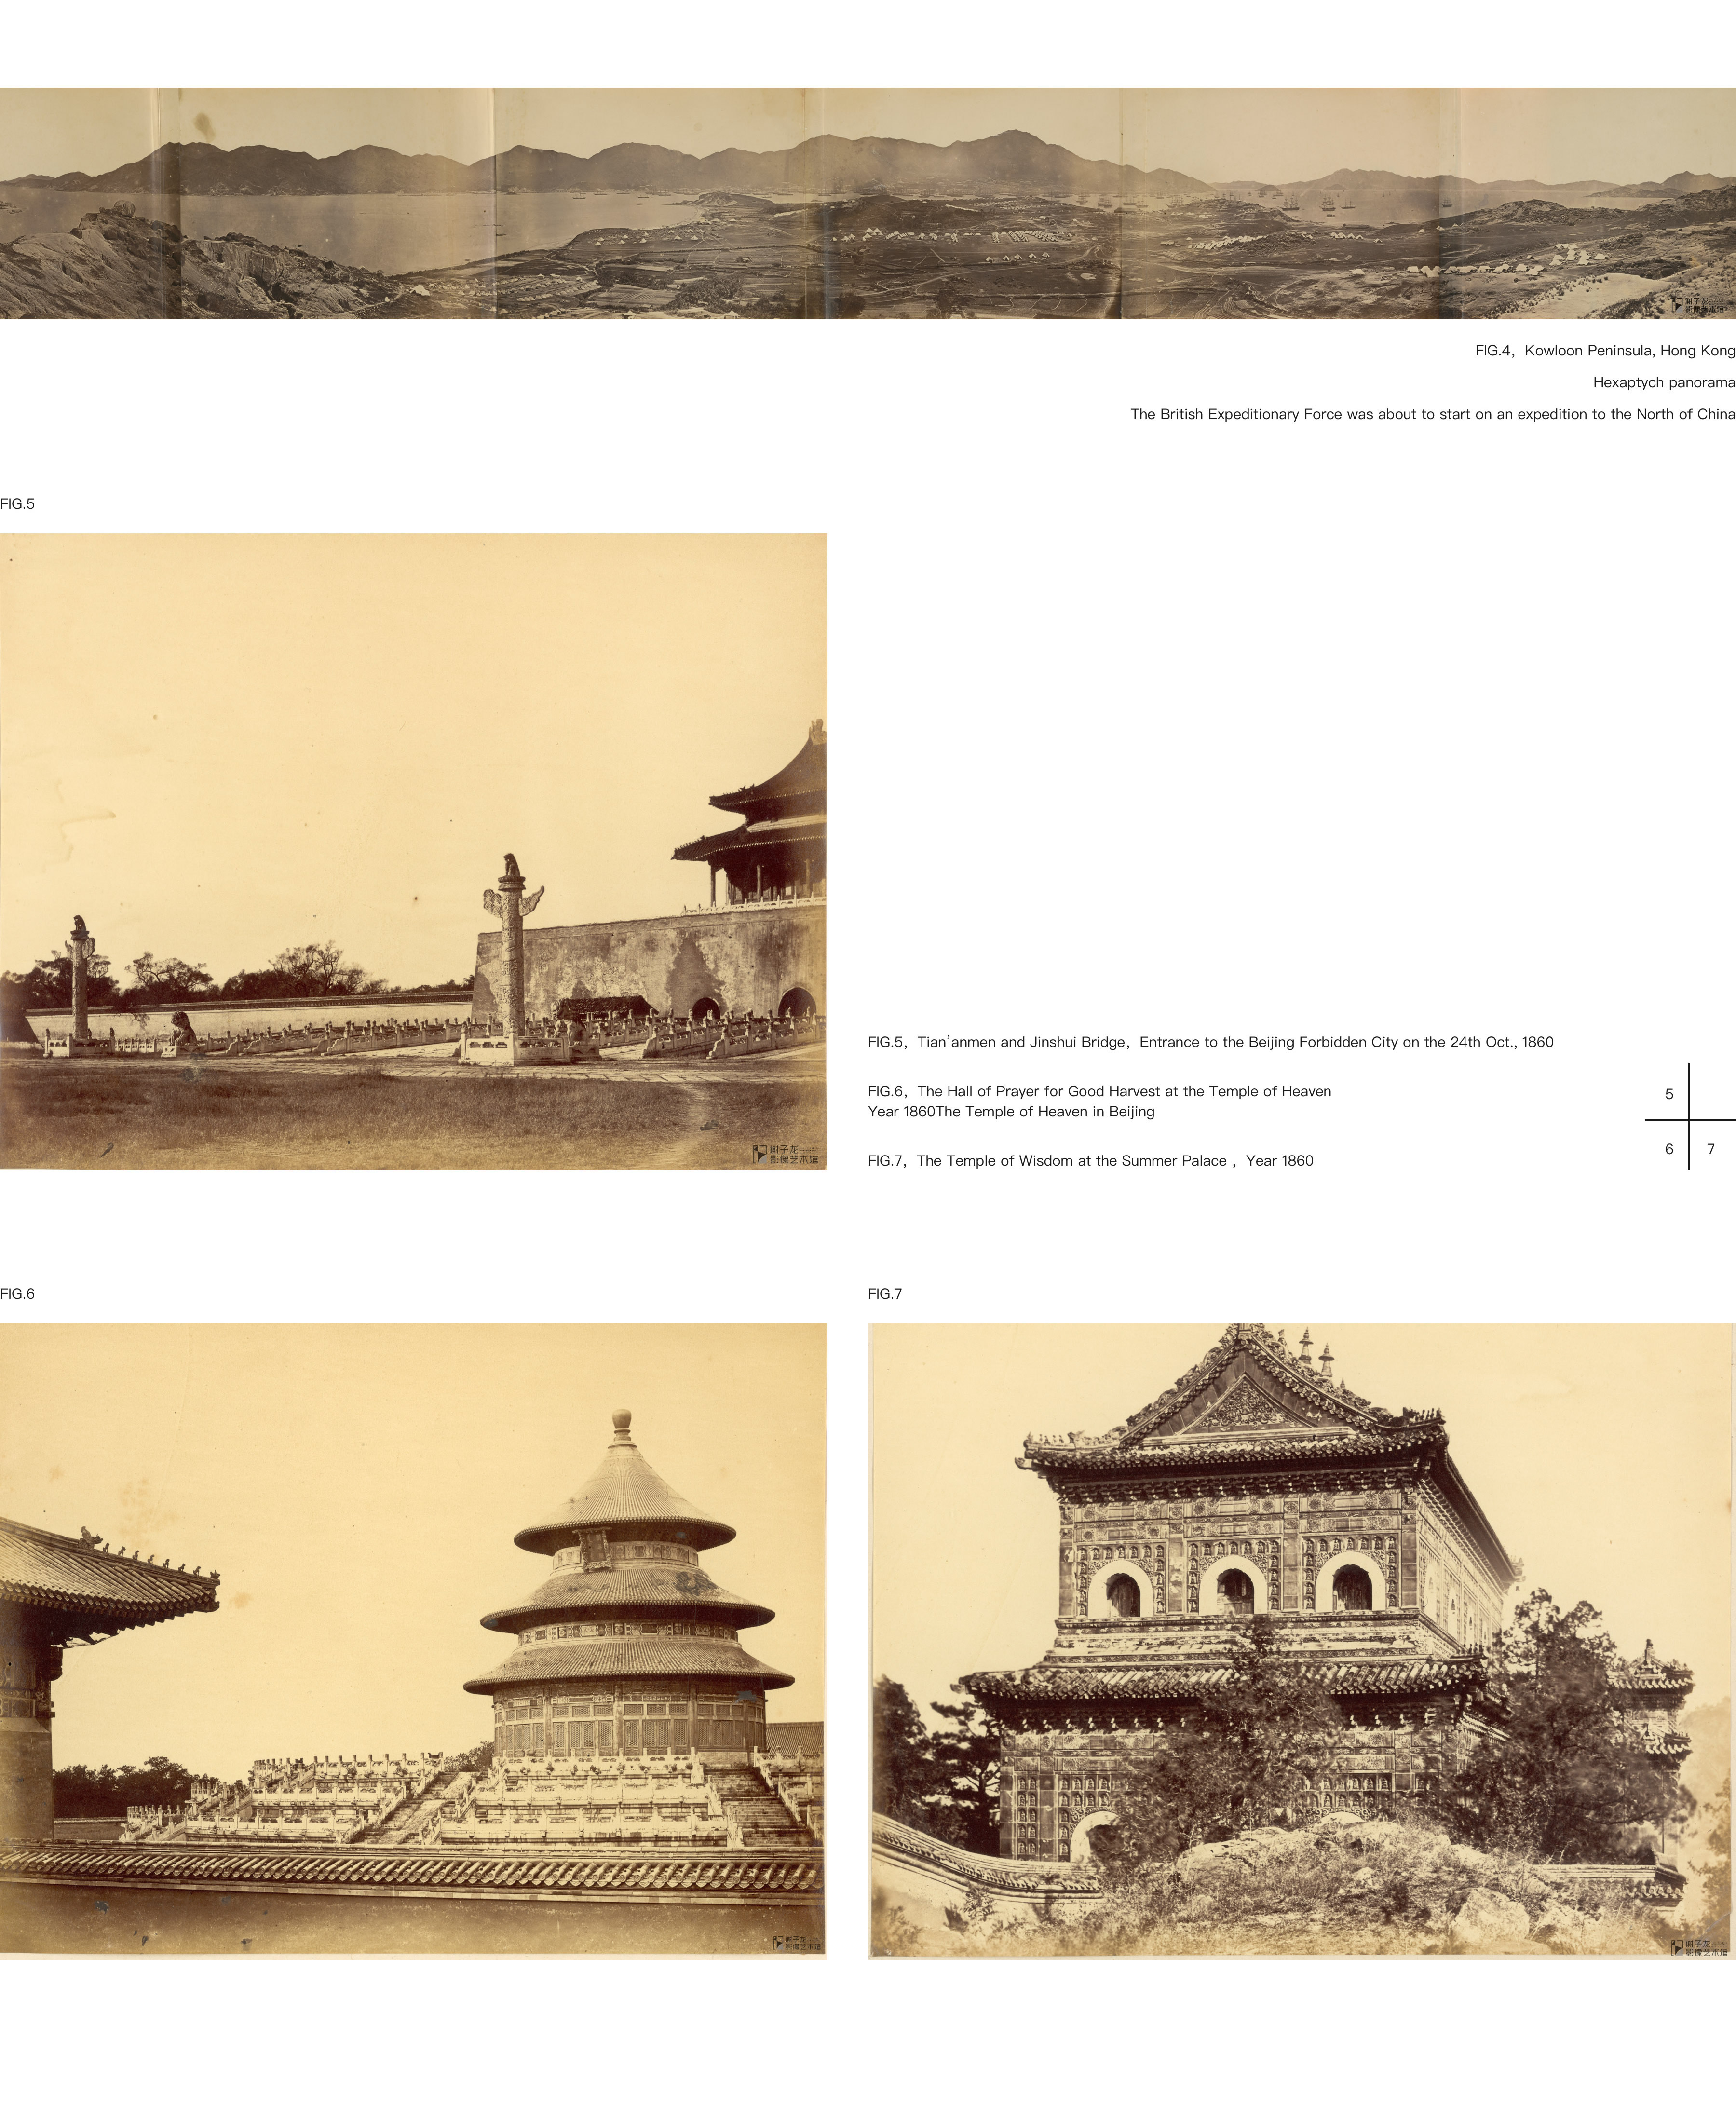 谢子龙
影像艺术馆
FIG.4, Kowloon Peninsula, Hong Kong
Hexaptych panorama
The British Expeditionary Force was about to start on an expedition to the North of China
FIG.5
谢子龙
影像艺术馆
FIG.5, Tian'anmen and Jinshui Bridge, Entrance to the Beijing Forbidden City on the 24th Oct., 1860
FIG.6, The Hall of Prayer for Good Harvest at the Temple of Heaven
Year 1860The Temple of Heaven in Beijing
FIG.7, The Temple of Wisdom at the Summer Palace , Year 1860
5
6 7
FIG.6
FIG.7
谢子龙
影像艺术馆
谢子龙
影像艺术馆